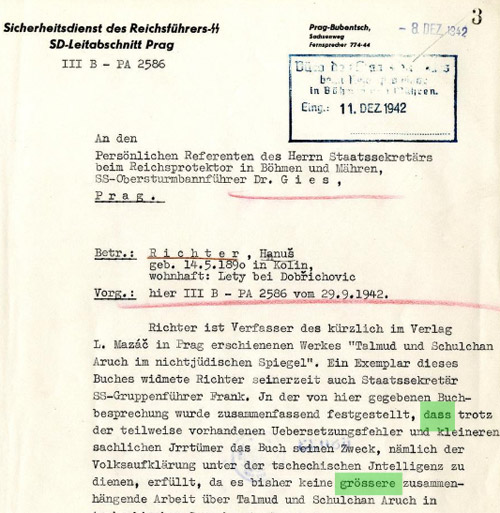 3
Sicherheitsdienst des Reichsführers-SS
SD-Leitabschnitt Prag
III B - PA 2586
Prag-Bubentsch,
Sachsenweg
Fernsprecher 774-44
- 8. DEZ. 1942
in Böhmen und Mähren.
Eing.: 11. DEZ. 1942
An den
Persönlichen Referenten des Herrn Staatssekretärs
beim Reichsprotektor in Böhmen und Mähren,
SS-Obersturmbannführer Dr. G i e s ,
P r a g .
Betr.: R i c h t e r , Hanuš
geb. 14.5.1890 in Kolin,
wohnhaft: Lety bei Dobřichovic
Vorg.: hier III B - PA 2586 vom 29.9.1942.
Richter ist Verfasser des kürzlich im Verlag
L. Mazáč in Prag erschienenen Werkes "Talmud und Schulchan
Aruch im nichtjüdischen Spiegel". Ein Exemplar dieses
Buches widmete Richter seinerzeit auch Staatssekretär
SS-Gruppenführer Frank. Jn der von hier gegebenen Buch-
besprechung wurde zusammenfassend festgestellt, dass trotz
der teilweise vorhandenen Uebersetzungsfehler und kleineren
sachlichen Jrrtümer das Buch seinen Zweck, nämlich der
Volksaufklärung unter der tschechischen Jntelligenz zu
dienen, erfüllt, da es bisher keine grössere zusammen-
hängende Arbeit über Talmud und Schulchan Aruch in